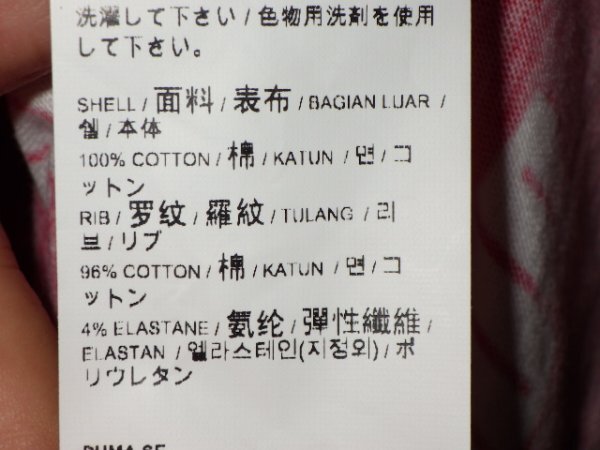 洗濯して下さい / 色物用洗剤を使用
して下さい。
SHELL / 面料 / 表布 / BAGIAN LUAR /
쉘 / 本体
100% COTTON / 棉 / KATUN / 면 / コ
ットン
RIB / 罗纹 / 羅紋 / TULANG / 리
브 / リブ
96% COTTON / 棉 / KATUN / 면 / コ
ットン
4% ELASTANE / 氨纶 / 彈性纖維 /
ELASTAN / 엘라스테인(지정외) / ポ
リウレタン
PUMA SE